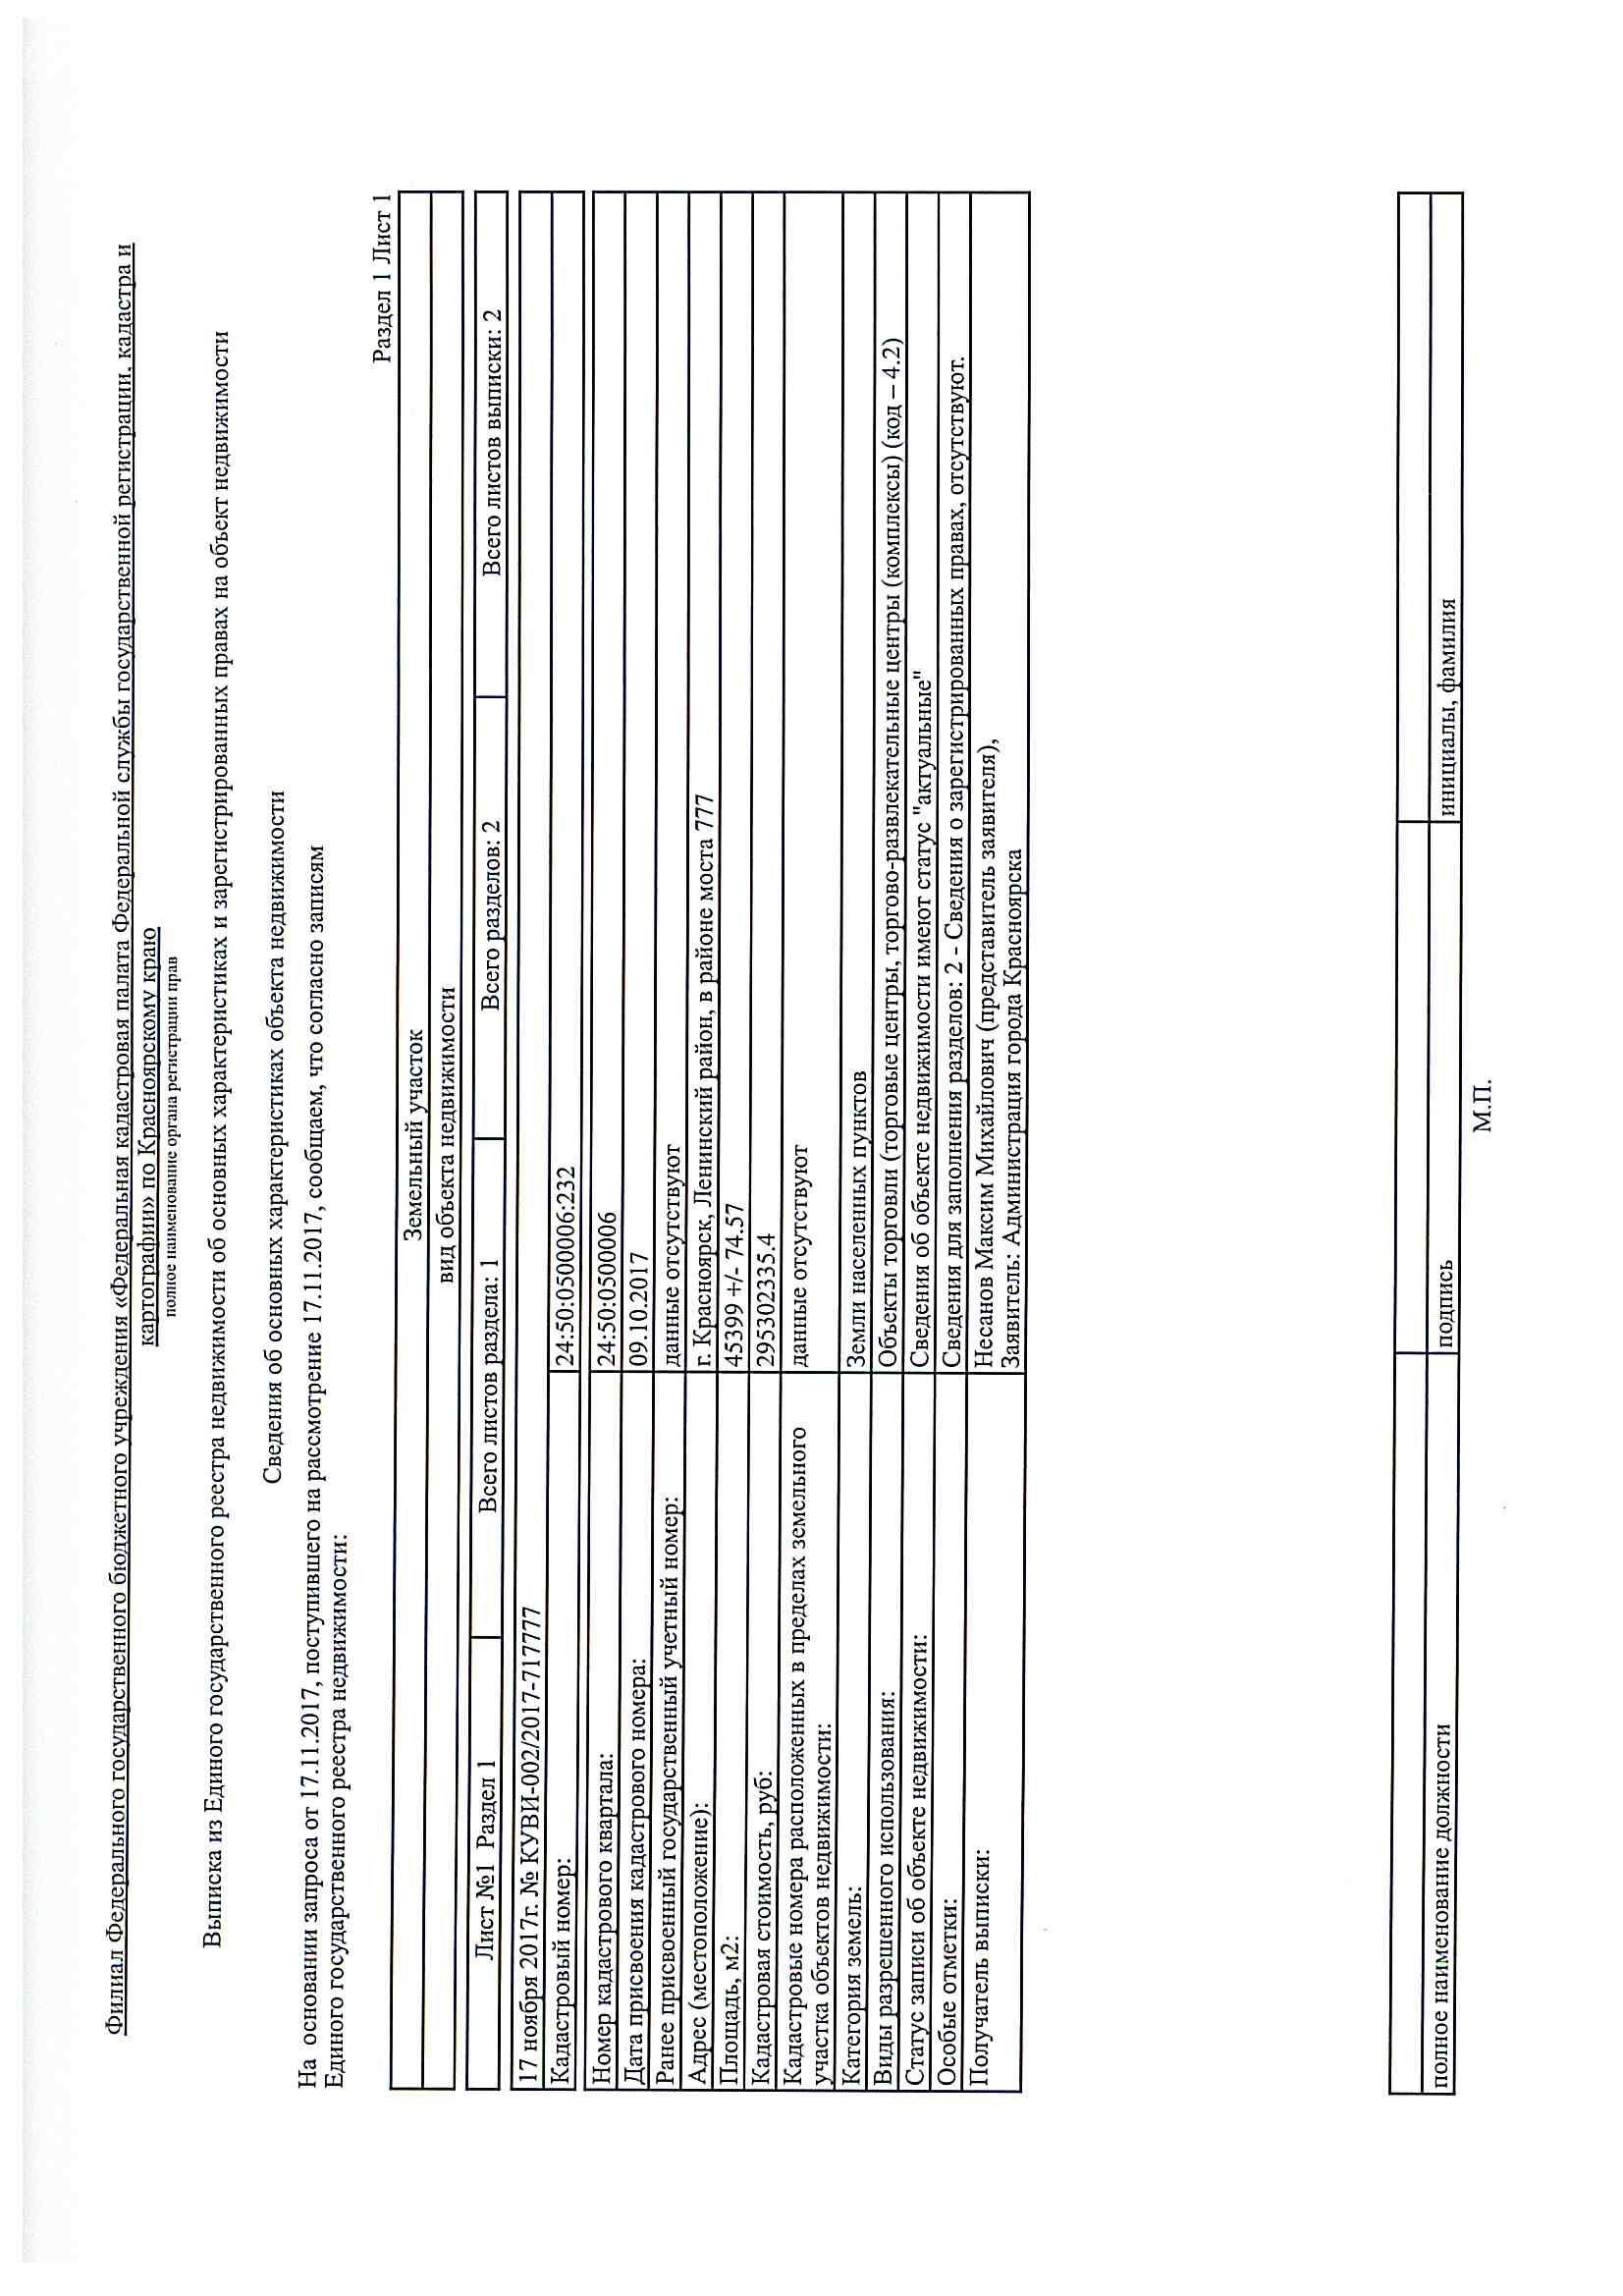 Филиал Федерального государственного бюджетного учреждения «Федеральная кадастровая палата Федеральной службы государственной регистрации, кадастра и
картографии» по Красноярскому краю
полное наименование органа регистрации прав
Выписка из Единого государственного реестра недвижимости об основных характеристиках и зарегистрированных правах на объект недвижимости
Сведения об основных характеристиках объекта недвижимости
На основании запроса от 17.11.2017, поступившего на рассмотрение 17.11.2017, сообщаем, что согласно записям
Единого государственного реестра недвижимости:
Раздел 1 Лист 1
Земельный участок
вид объекта недвижимости
Лист №1 Раздел 1 Всего листов раздела: 1 Всего разделов: 2 Всего листов выписки: 2
17 ноября 2017г. № КУВИ-002/2017-717777
Кадастровый номер: 24:50:0500006:232
Номер кадастрового квартала: 24:50:0500006
Дата присвоения кадастрового номера: 09.10.2017
Ранее присвоенный государственный учетный номер: данные отсутствуют
Адрес (местоположение): г. Красноярск, Ленинский район, в районе моста 777
Площадь, м2: 45399 +/- 74.57
Кадастровая стоимость, руб: 295302335.4
Кадастровые номера расположенных в пределах земельного
участка объектов недвижимости: данные отсутствуют
Категория земель: Земли населенных пунктов
Виды разрешенного использования: Объекты торговли (торговые центры, торгово-развлекательные центры (комплексы) (код – 4.2)
Статус записи об объекте недвижимости: Сведения об объекте недвижимости имеют статус "актуальные"
Особые отметки: Сведения для заполнения разделов: 2 - Сведения о зарегистрированных правах, отсутствуют.
Получатель выписки: Несанов Максим Михайлович (представитель заявителя),
Заявитель: Администрация города Красноярска
полное наименование должности подпись инициалы, фамилия
М.П.